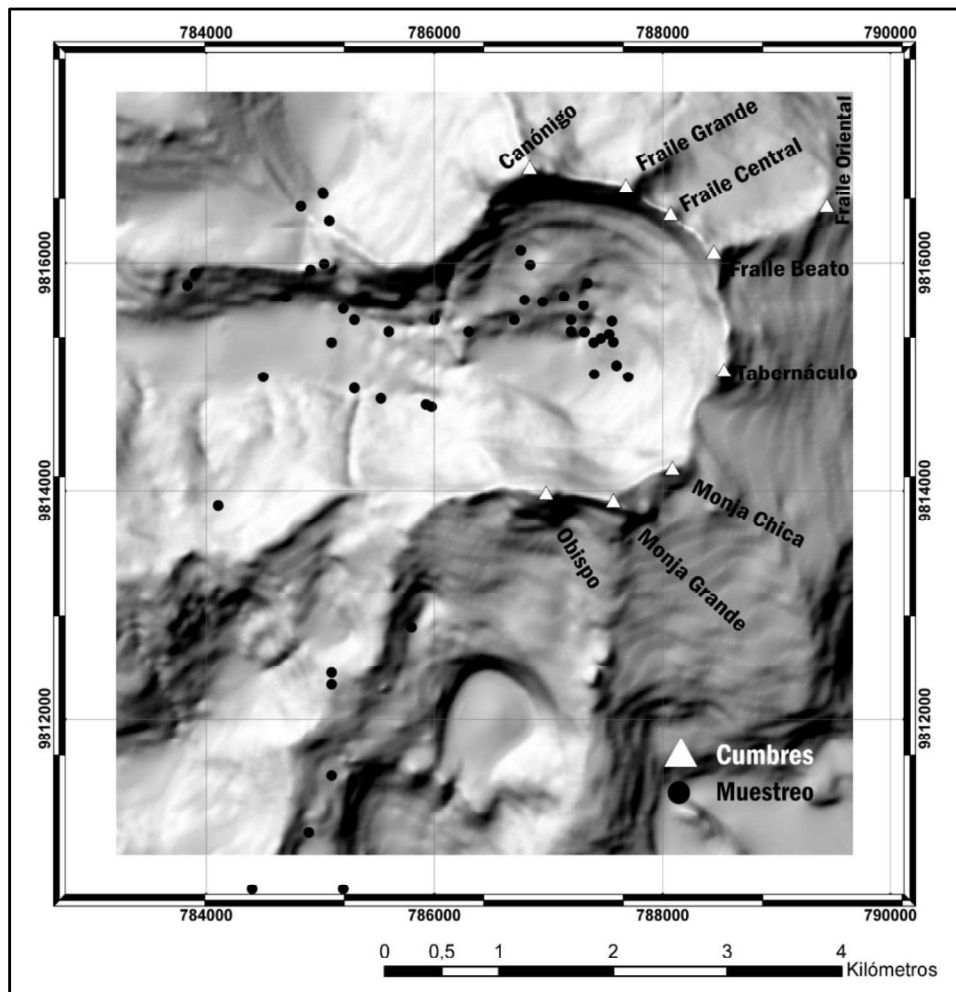 784000 786000 788000 790000
Canónigo
Fraile Grande
Fraile Central
Fraile Oriental
9816000 9816000
Fraile Beato
Tabernáculo
9814000 9814000
Monja Chica
Obispo
Monja Grande
9812000 9812000
Cumbres
Muestreo
784000 786000 788000 790000
0 0,5 1 2 3 4
Kilómetros